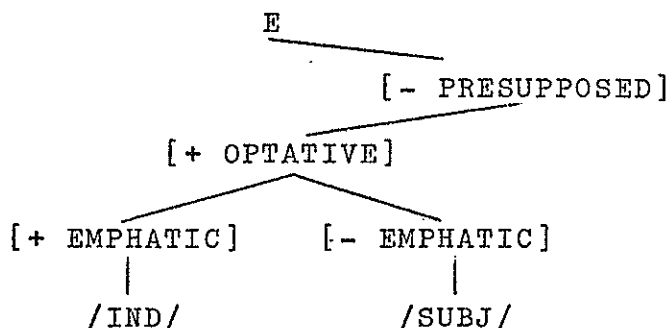 E
[- PRESUPPOSED]
[+ OPTATIVE]
[+ EMPHATIC] [- EMPHATIC]
/IND/ /SUBJ/